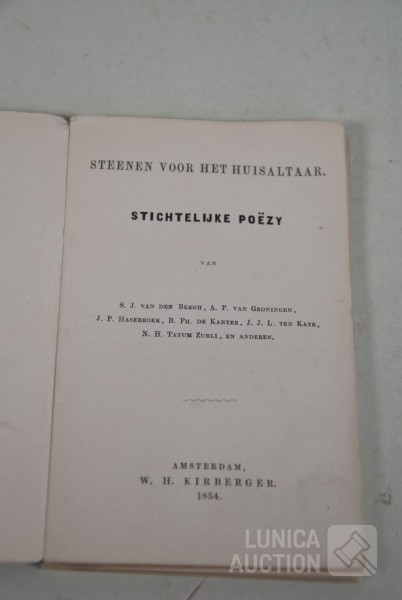 STEENEN VOOR HET HUISALTAAR.
STICHTELIJKE POËZY
VAN
S. J. VAN DEN BERGH, A. P. VAN GRONINGEN,
J. P. HASEBROEK, B. PH. DE KANTER, J. J. L. TEN KATE,
N. H. TATUM ZUBLI, EN ANDEREN.
AMSTERDAM,
W. H. KIRBERGER.
1854.
LUNICA
AUCTION